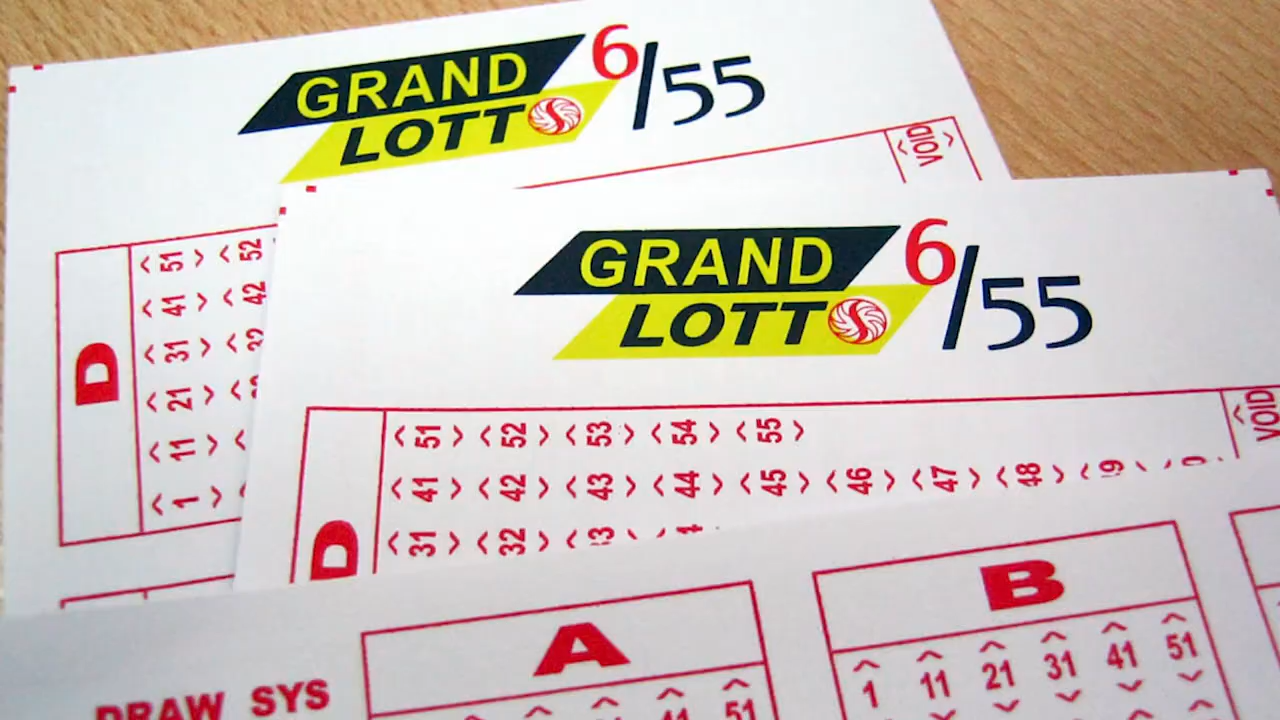 GRAND 6/55
LOTTO
VOID
D
< 51 > < 52
< 41 > < 42
< 31 > <
< 21 > <
< 11 > <
< 1 >
GRAND 6/55
LOTTO
VOID
D
< 51 > < 52 > < 53 > < 54 > < 55 >
< 41 > < 42 > < 43 > < 44 > < 45 > < 46 > < 47 > < 48 > <
< 31 > < 32 > <
A
B
1 11 21 31 41 51
DRAW SYS
41 51